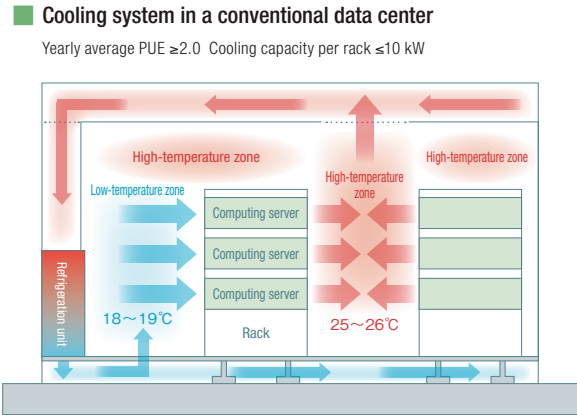 Cooling system in a conventional data center
Yearly average PUE ≥2.0 Cooling capacity per rack ≤10 kW
High-temperature zone
High-temperature zone
High-temperature
zone
Low-temperature zone
Computing server
Computing server
Computing server
Refrigeration unit
18～19℃
25～26℃
Rack